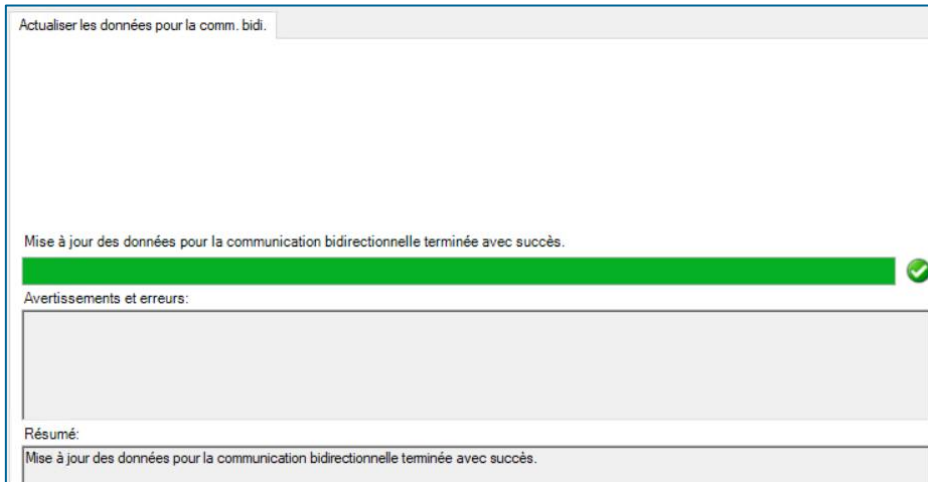 Actualiser les données pour la comm. bidi.
Mise à jour des données pour la communication bidirectionnelle terminée avec succès.
Avertissements et erreurs:
Résumé:
Mise à jour des données pour la communication bidirectionnelle terminée avec succès.